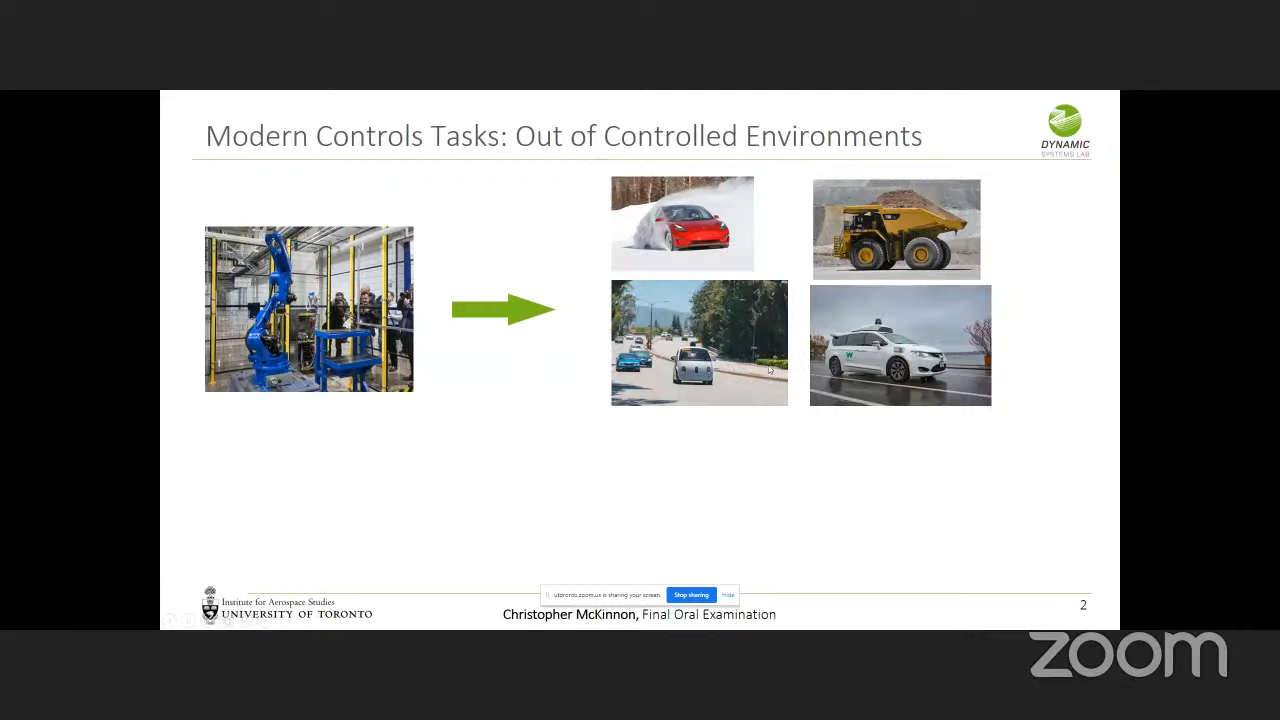 Modern Controls Tasks: Out of Controlled Environments
DYNAMIC
SYSTEMS LAB
utoronto.zoom.us is sharing your screen.
Stop sharing
Hide
Institute for Aerospace Studies
UNIVERSITY OF TORONTO
Christopher McKinnon, Final Oral Examination
2
zoom